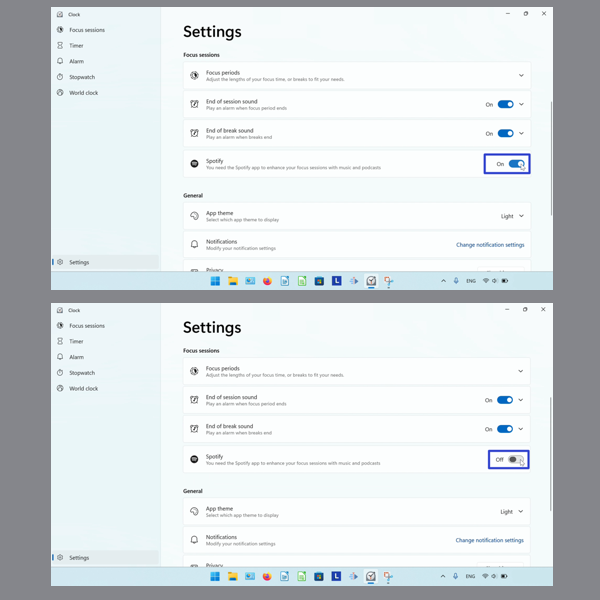 Clock
Focus sessions
Timer
Alarm
Stopwatch
World clock
Settings
Settings
Focus sessions
Focus periods
Adjust the lengths of your focus time, or breaks to fit your needs.
End of session sound
Play an alarm when focus period ends
On
End of break sound
Play an alarm when breaks end
On
Spotify
You need the Spotify app to enhance your focus sessions with music and podcasts
On
General
App theme
Select which app theme to display
Light
Notifications
Modify your notification settings
Change notification settings
Privacy
L
ENG
Clock
Focus sessions
Timer
Alarm
Stopwatch
World clock
Settings
Settings
Focus sessions
Focus periods
Adjust the lengths of your focus time, or breaks to fit your needs.
End of session sound
Play an alarm when focus period ends
On
End of break sound
Play an alarm when breaks end
On
Spotify
You need the Spotify app to enhance your focus sessions with music and podcasts
Off
General
App theme
Select which app theme to display
Light
Notifications
Modify your notification settings
Change notification settings
Privacy
L
ENG